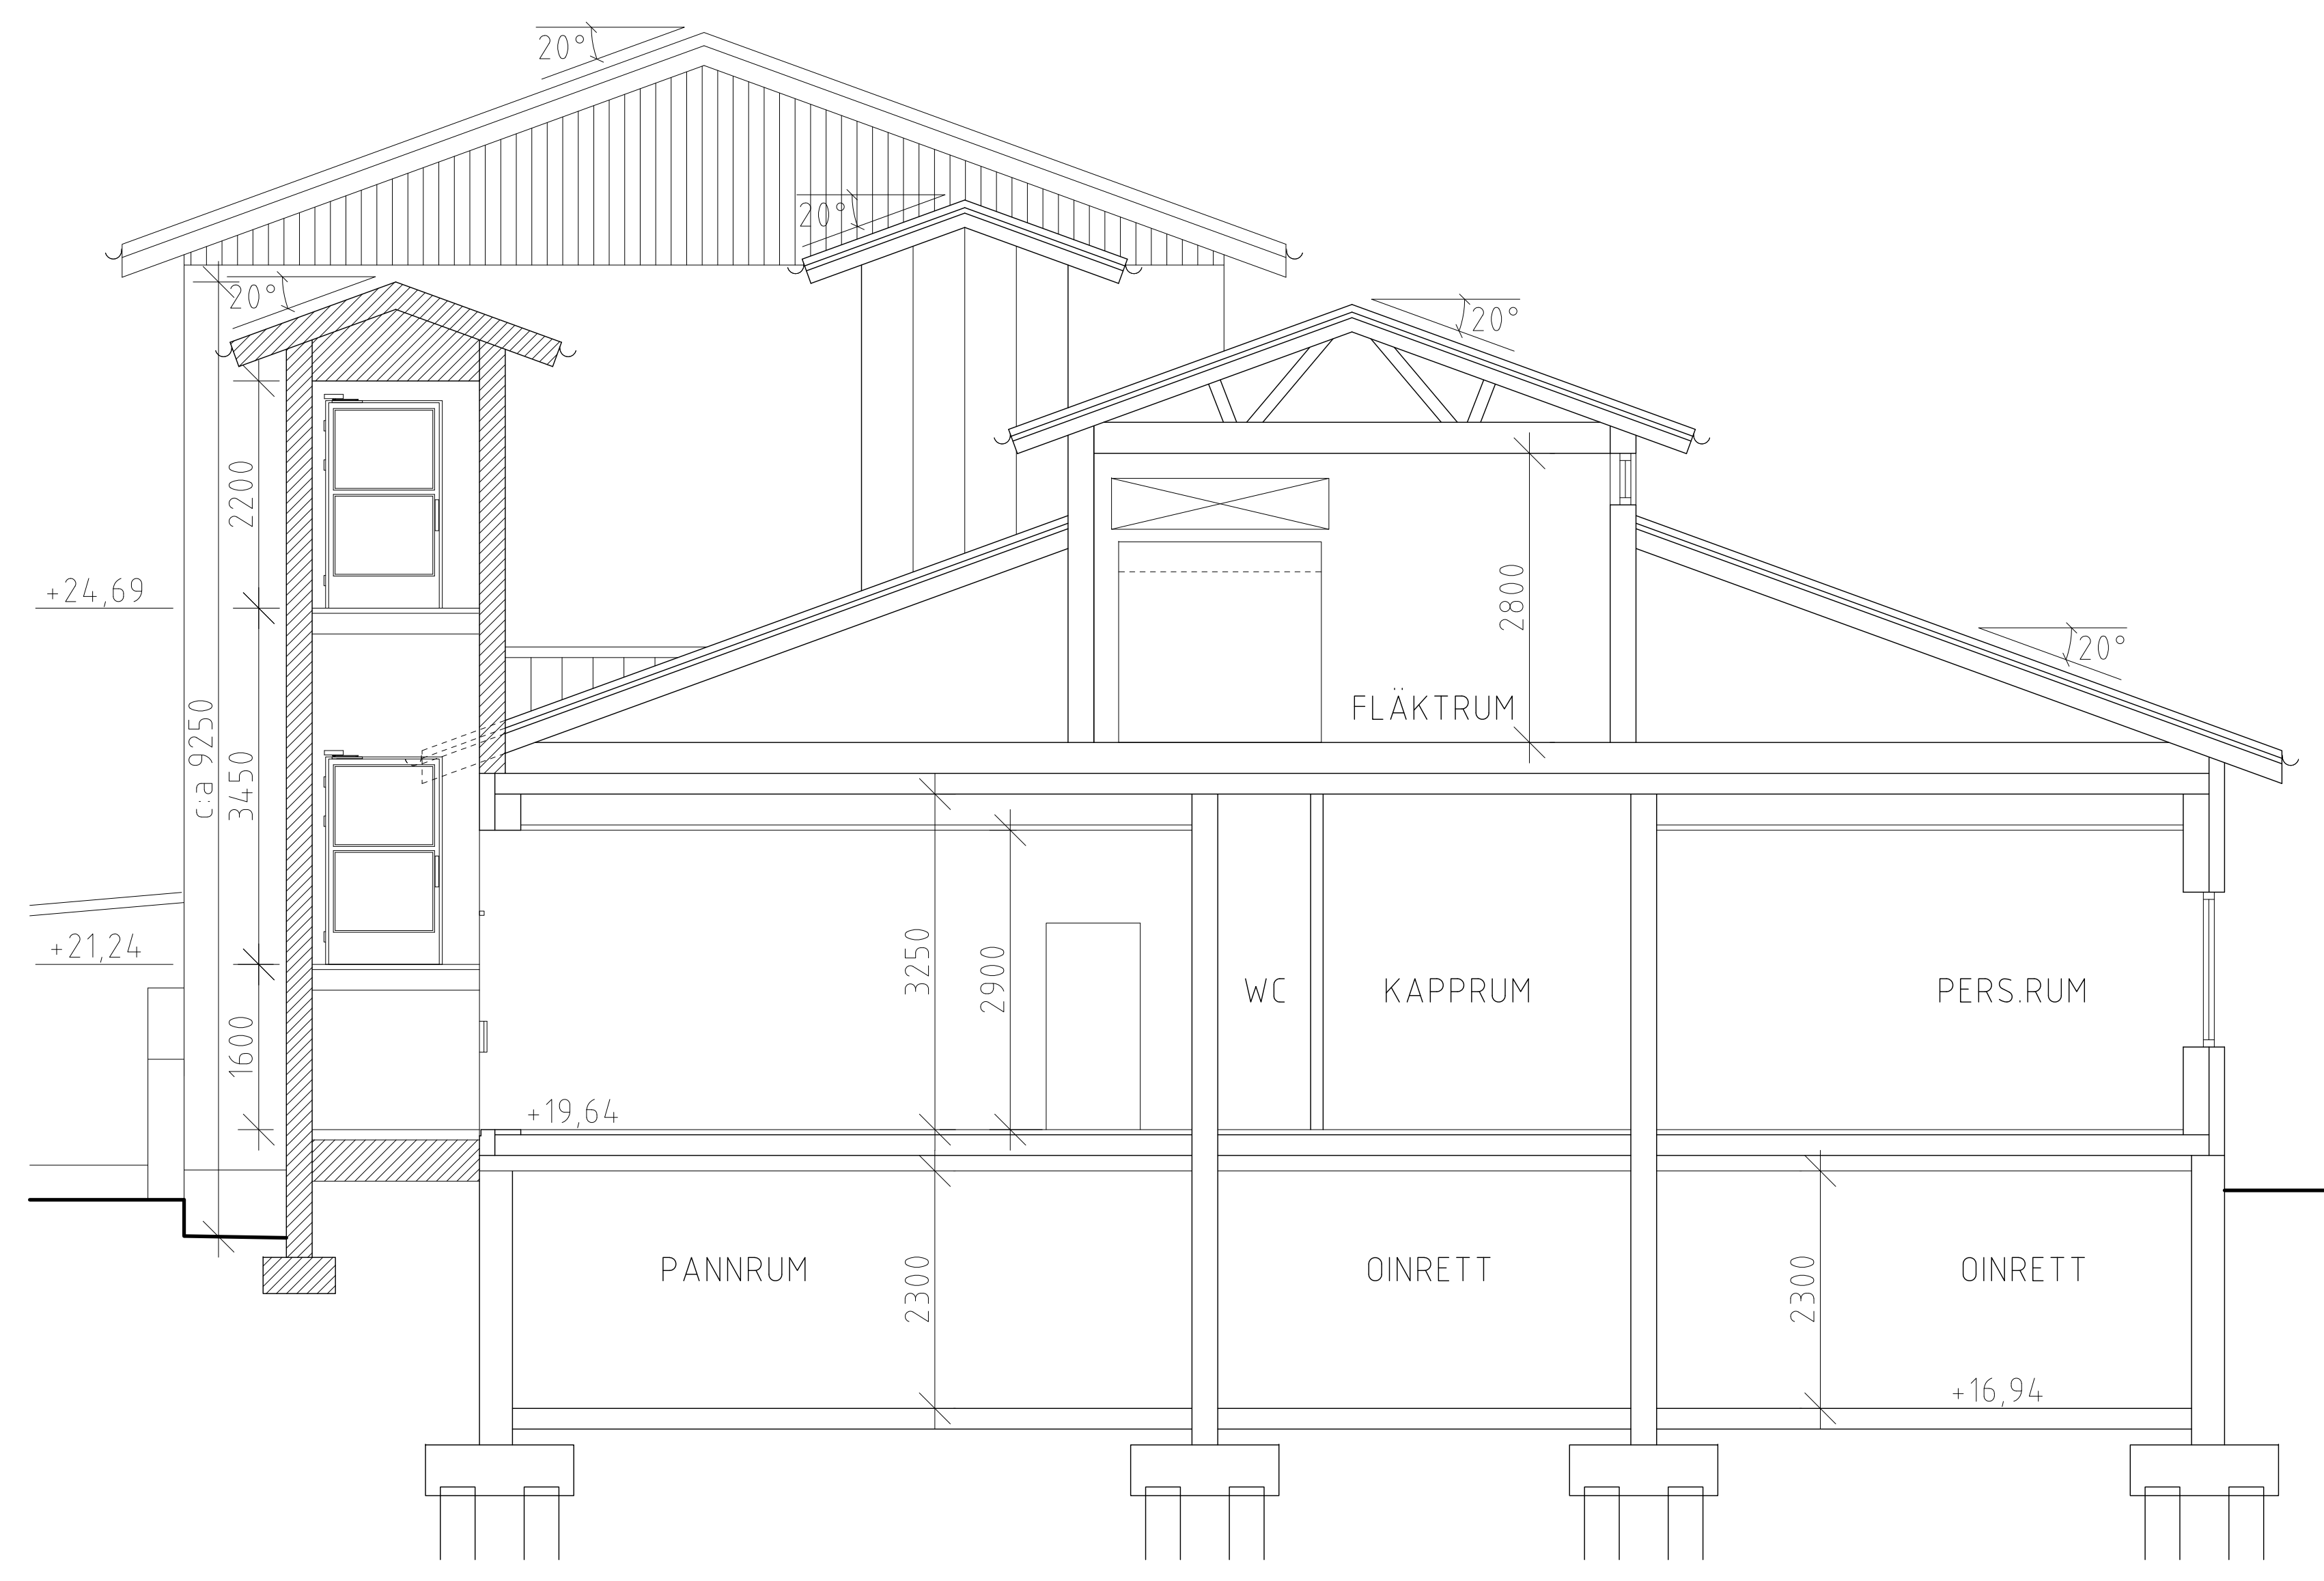 20°
20°
20°
20°
2200
+24,69
2800
20°
FLÄKTRUM
c:a 9250
3450
+21,24
3250
2900
WC
KAPPRUM
PERS.RUM
1600
+19,64
PANNRUM
2300
OINRETT
2300
OINRETT
+16,94